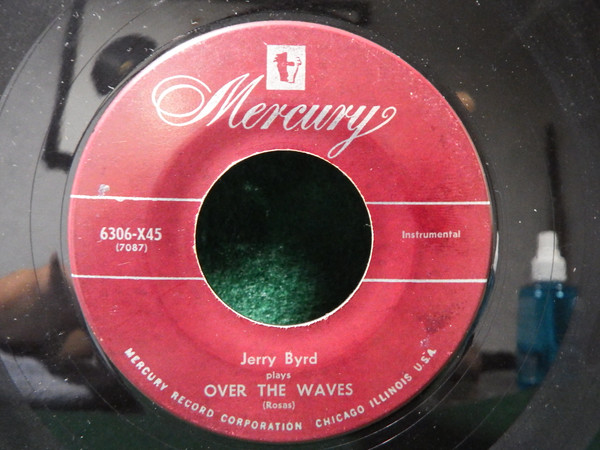 Mercury
6306-X45
(7087)
Instrumental
Jerry Byrd
plays
OVER THE WAVES
(Rosas)
MERCURY RECORD CORPORATION CHICAGO ILLINOIS U.S.A.